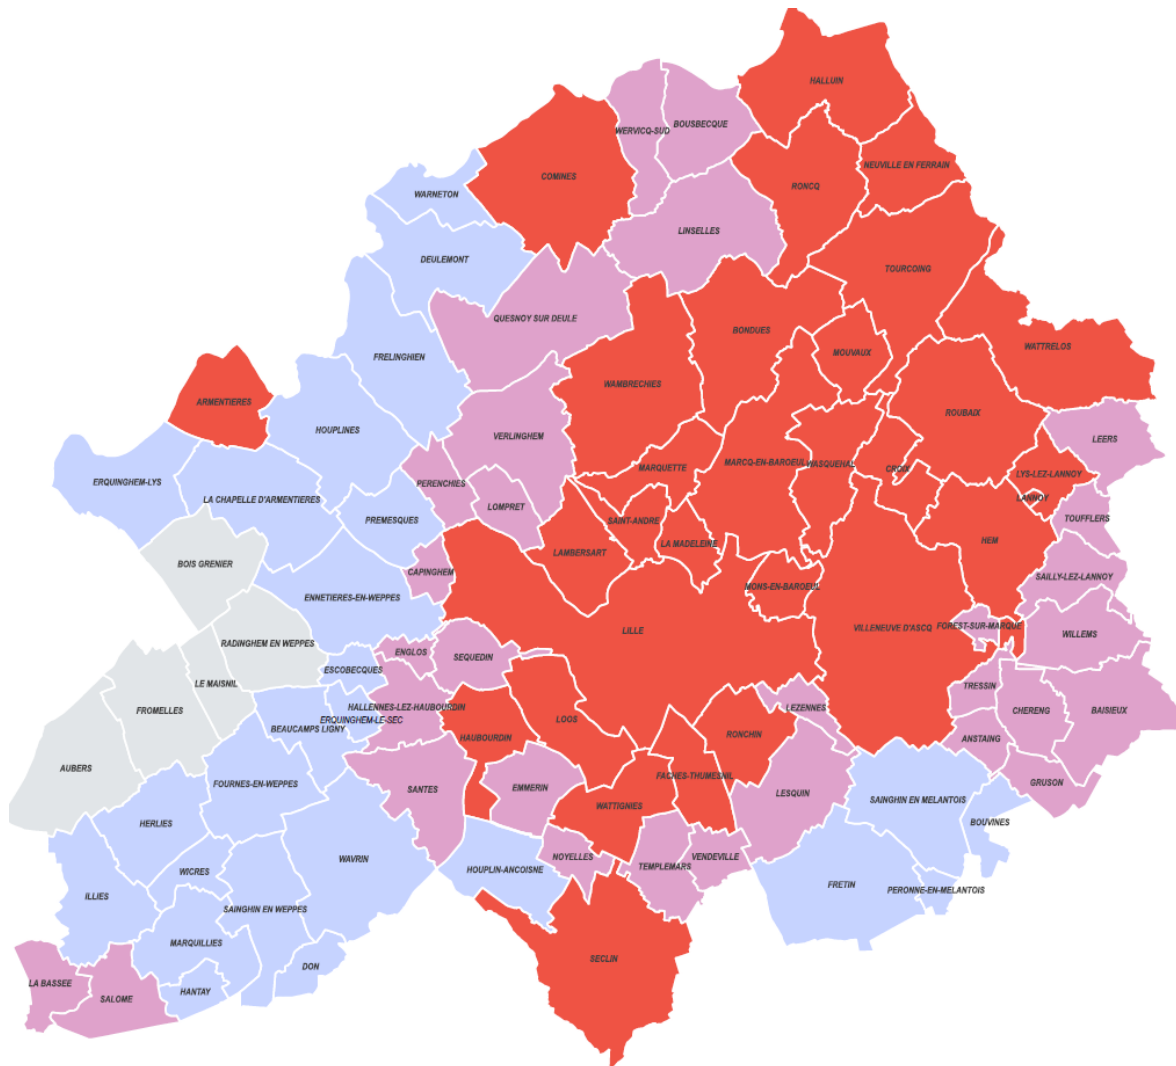 HALLUIN
BOUSBECQUE
WERVICQ-SUD
NEUVILLE EN FERRAIN
COMINES
RONCQ
WARNETON
LINSELLES
DEULEMONT
TOURCOING
QUESNOY SUR DEULE
BONDUES
FRELINGHIEN
MOUVAUX
WATTRELOS
WAMBRECHIES
ARMENTIERES
ROUBAIX
HOUPLINES
VERLINGHEM
LEERS
ERQUINGHEM-LYS
MARQUETTE
MARCQ-EN-BAROEUL
WASQUEHAL
CROIX
LYS-LEZ-LANNOY
PERENCHIES
LA CHAPELLE D'ARMENTIERES
LANNOY
LOMPRET
PREMESQUES
SAINT-ANDRE
TOUFFLERS
LA MADELEINE
HEM
LAMBERSART
BOIS GRENIER
CAPINGHEM
SAILLY-LEZ-LANNOY
MONS-EN-BAROEUL
ENNETIERES-EN-WEPPES
FOREST-SUR-MARQUE
LILLE
VILLENEUVE D'ASCQ
WILLEMS
RADINGHEM EN WEPPES
ENGLOS
ESCOBECQUES
SEQUEDIN
TRESSIN
LE MAISNIL
HALLENNES-LEZ-HAUBOURDIN
LEZENNES
FROMELLES
CHERENG
BAISIEUX
ERQUINGHEM-LE-SEC
LOOS
BEAUCAMPS LIGNY
HAUBOURDIN
ANSTAING
RONCHIN
AUBERS
FACHES-THUMESNIL
FOURNES-EN-WEPPES
GRUSON
EMMERIN
SANTES
LESQUIN
WATTIGNIES
SAINGHIN EN MELANTOIS
HERLIES
BOUVINES
WAVRIN
NOYELLES
VENDEVILLE
TEMPLEMARS
HOUPLIN-ANCOISNE
WICRES
FRETIN
PERONNE-EN-MELANTOIS
ILLIES
SAINGHIN EN WEPPES
MARQUILLIES
SECLIN
DON
LA BASSEE
HANTAY
SALOME